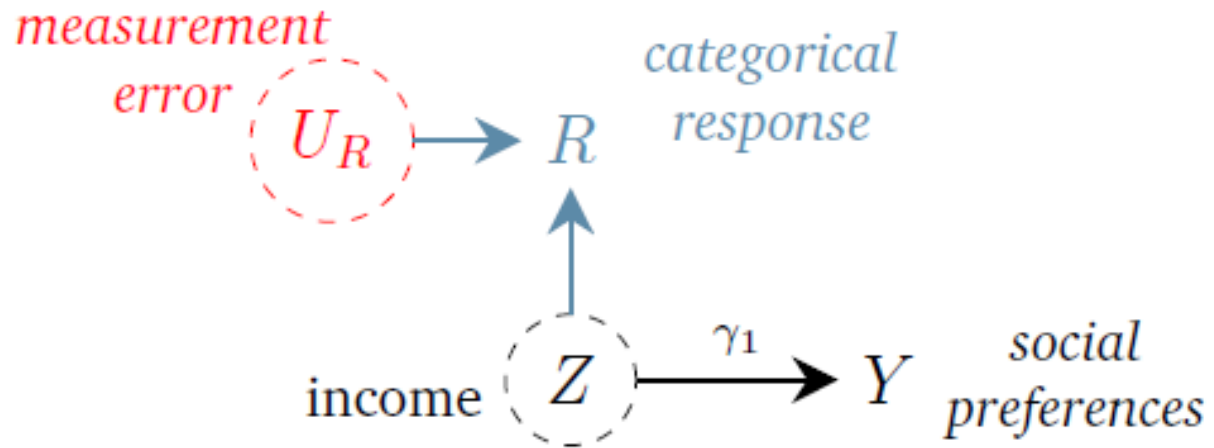 measurement
error
U_R
R
categorical
response
income
Z
γ₁
Y
social
preferences